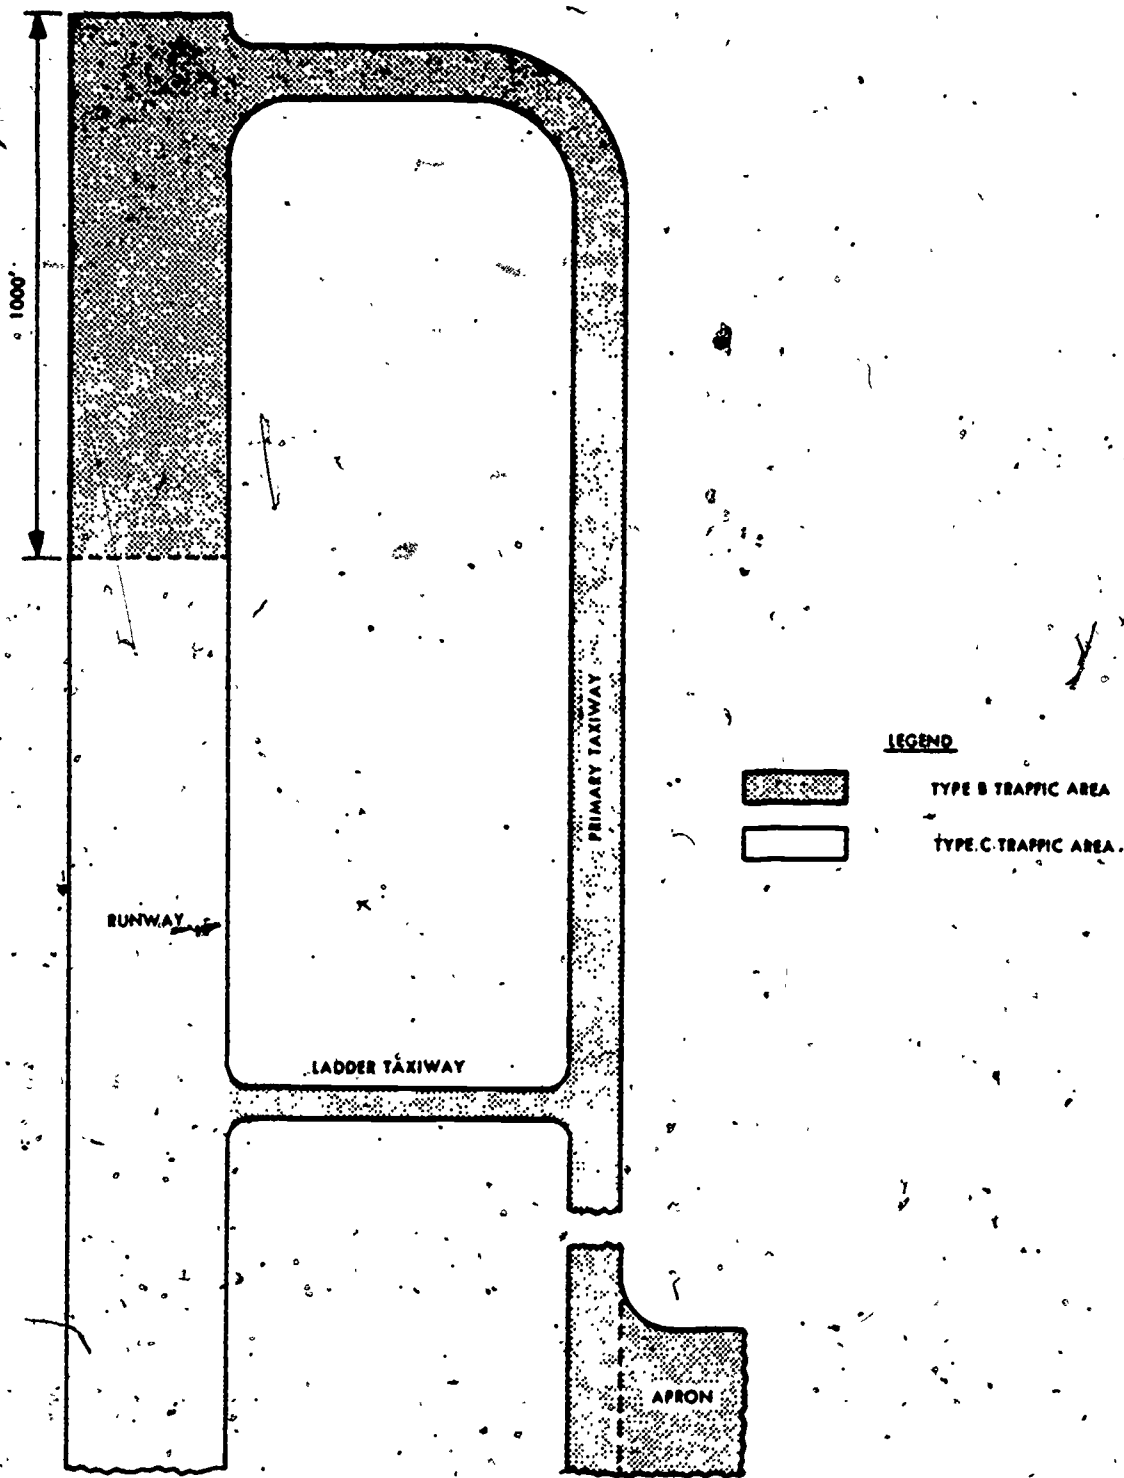 1000'
PRIMARY TAXIWAY
LEGEND
TYPE B TRAFFIC AREA
TYPE C TRAFFIC AREA
RUNWAY
LADDER TAXIWAY
APRON